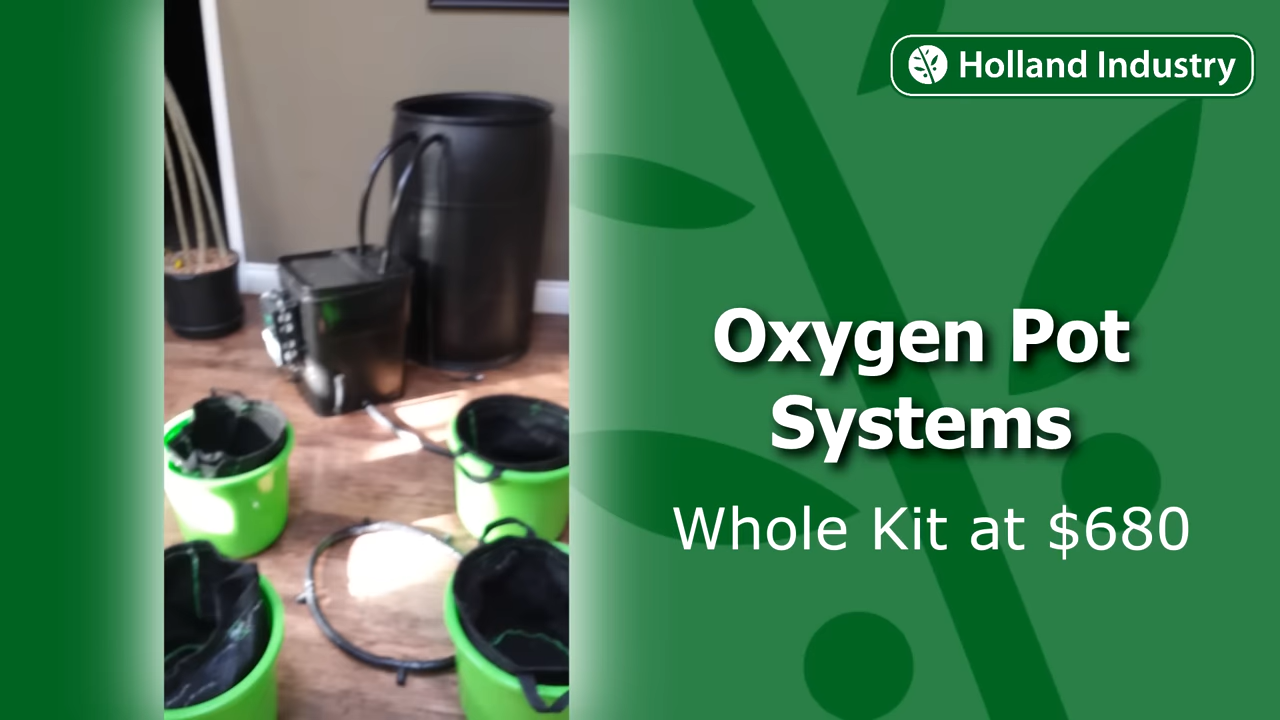 Holland Industry
Oxygen Pot
Systems
Whole Kit at $680